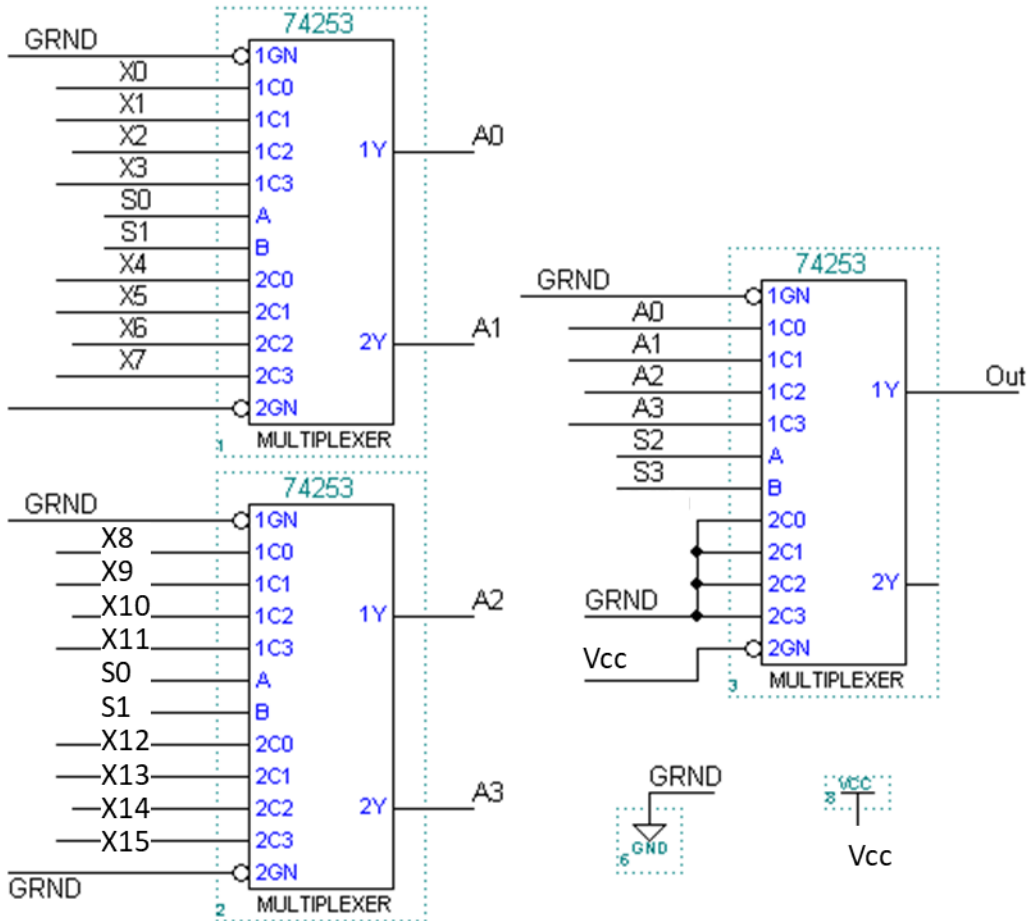 74253
GRND
1GN
X0
1C0
X1
1C1
X2
1C2
1Y
A0
X3
1C3
S0
A
S1
B
X4
2C0
X5
2C1
X6
2C2
2Y
A1
X7
2C3
2GN
1
MULTIPLEXER
74253
GRND
1GN
X8
1C0
X9
1C1
X10
1C2
1Y
A2
X11
1C3
S0
A
S1
B
X12
2C0
X13
2C1
X14
2C2
2Y
A3
X15
2C3
2GN
GRND
2
MULTIPLEXER
74253
GRND
1GN
A0
1C0
A1
1C1
A2
1C2
1Y
Out
A3
1C3
S2
A
S3
B
2C0
2C1
2C2
2Y
GRND
2C3
Vcc
2GN
3
MULTIPLEXER
GRND
6
GND
VCC
8
Vcc